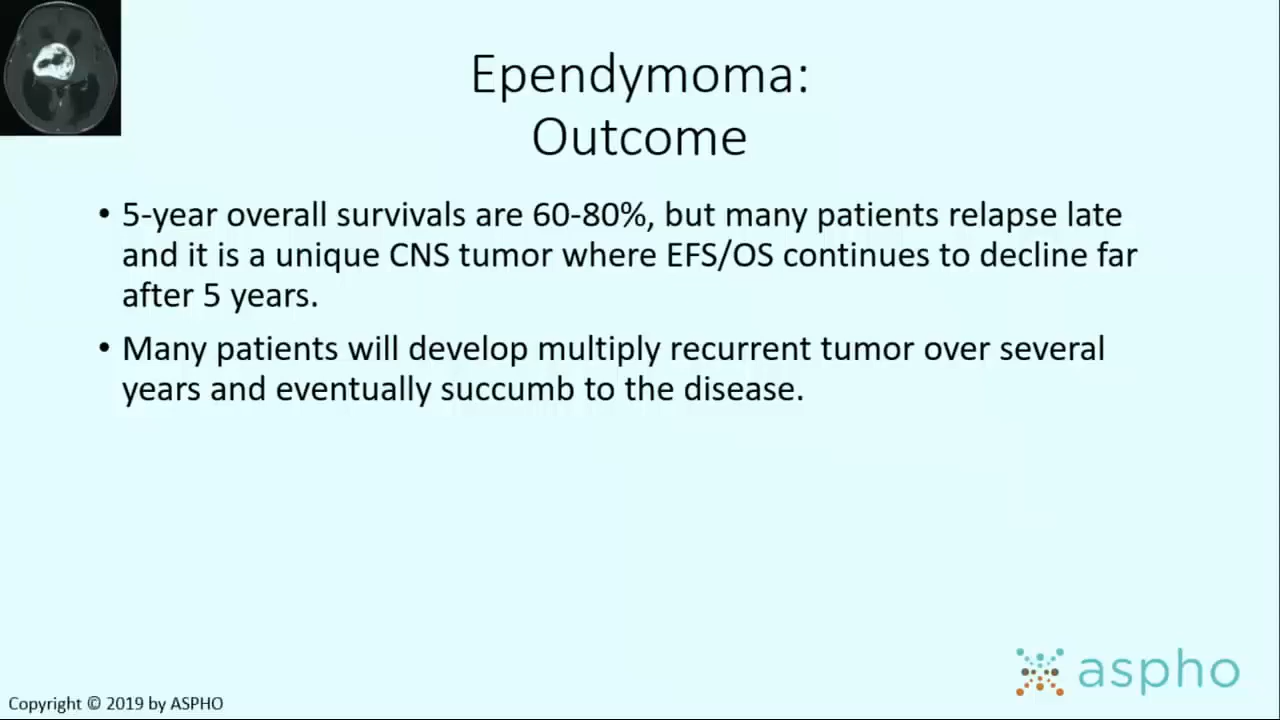 Ependymoma:
Outcome
• 5-year overall survivals are 60-80%, but many patients relapse late
and it is a unique CNS tumor where EFS/OS continues to decline far
after 5 years.
• Many patients will develop multiply recurrent tumor over several
years and eventually succumb to the disease.
aspho
Copyright © 2019 by ASPHO